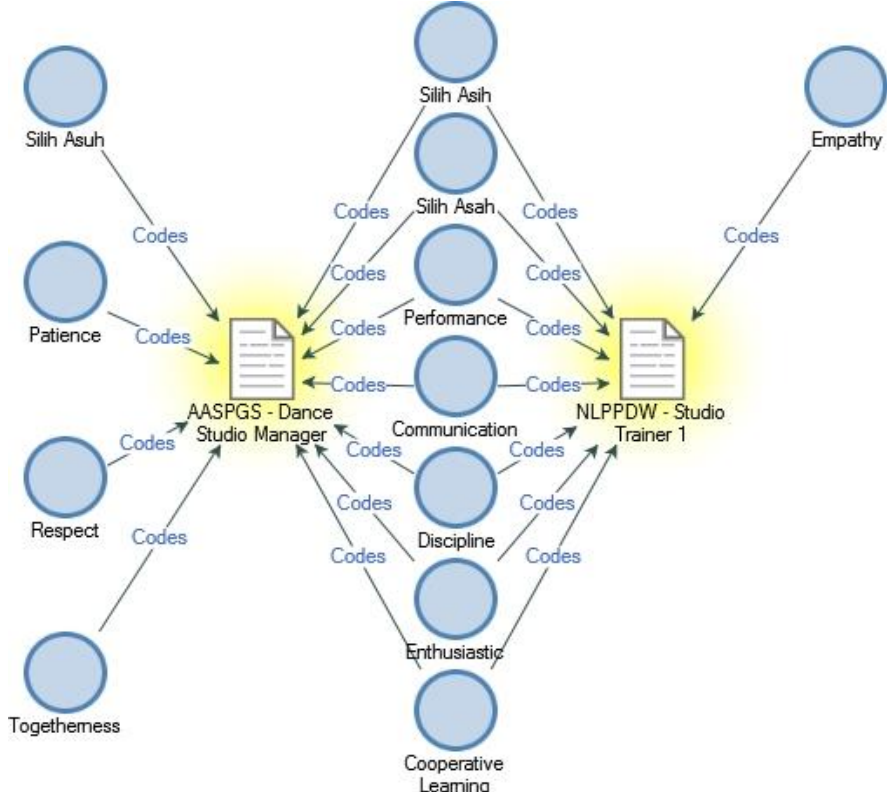 Silih Asih
Silih Asuh
Empathy
Codes
Silih Asah
Codes
Codes
Codes
Codes
Codes
Performance
Patience
Codes
Codes
Codes
Codes
Codes
AASPGS - Dance
Studio Manager
Communication
NLPPDW - Studio
Trainer 1
Codes
Codes
Codes
Respect
Discipline
Codes
Codes
Codes
Codes
Codes
Enthusiastic
Togetherness
Cooperative
Learning